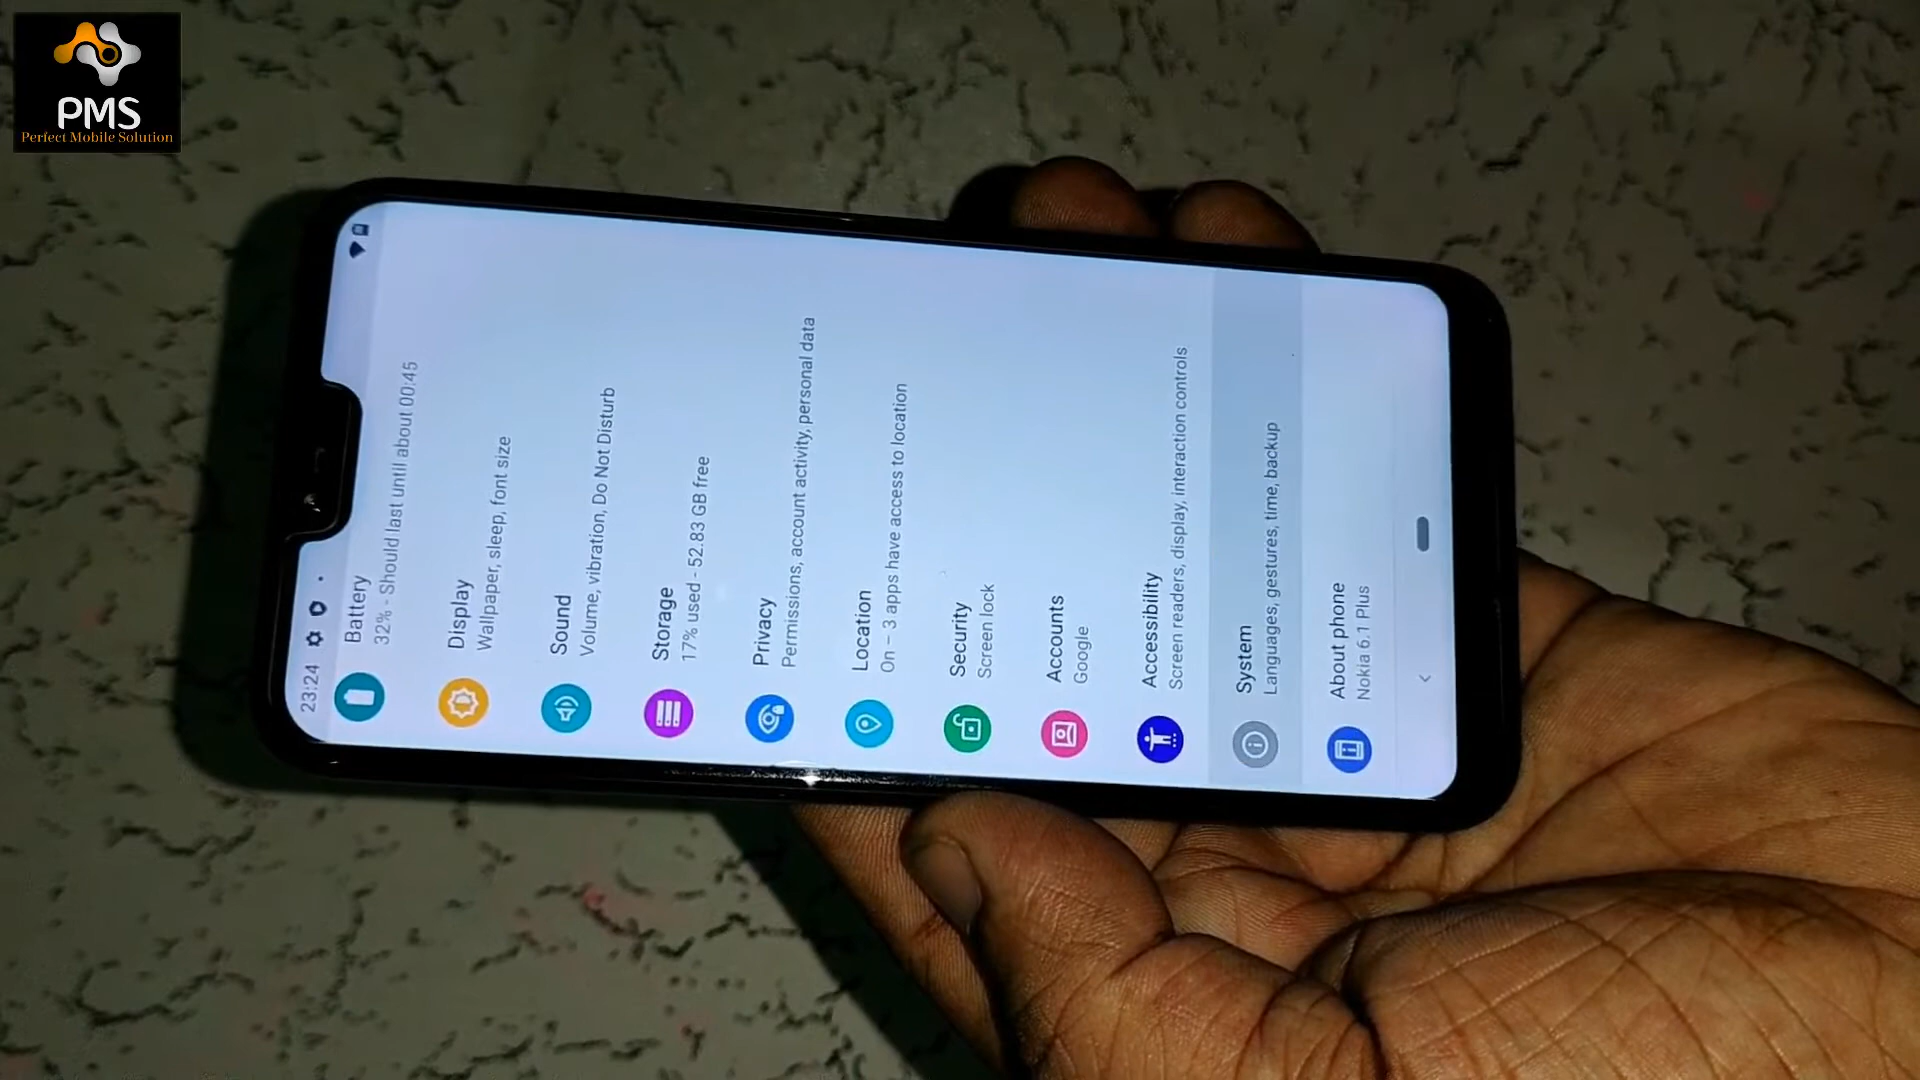 PMS
Perfect Mobile Solution
23:24
Battery
32% - Should last until about 00:45
Display
Wallpaper, sleep, font size
Sound
Volume, vibration, Do Not Disturb
Storage
17% used - 52.83 GB free
Privacy
Permissions, account activity, personal data
Location
On – 3 apps have access to location
Security
Screen lock
Accounts
Google
Accessibility
Screen readers, display, interaction controls
System
Languages, gestures, time, backup
About phone
Nokia 6.1 Plus